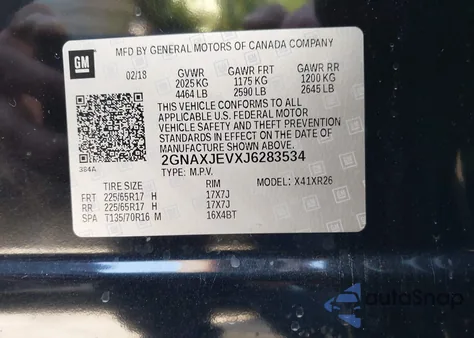 MFD BY GENERAL MOTORS OF CANADA COMPANY
GM
02/18 GVWR GAWR FRT GAWR RR
2025 KG 1175 KG 1200 KG
4464 LB 2590 LB 2645 LB
THIS VEHICLE CONFORMS TO ALL
APPLICABLE U.S. FEDERAL MOTOR
VEHICLE SAFETY AND THEFT PREVENTION
STANDARDS IN EFFECT ON THE DATE OF
MANUFACTURE SHOWN ABOVE.
384A
2GNAXJEVXJ6283534
TYPE: M.P.V.
TIRE SIZE RIM MODEL: X41XR26
FRT 225/65R17 H 17X7J
RR 225/65R17 H 17X7J
SPA T135/70R16 M 16X4BT
autoSnap